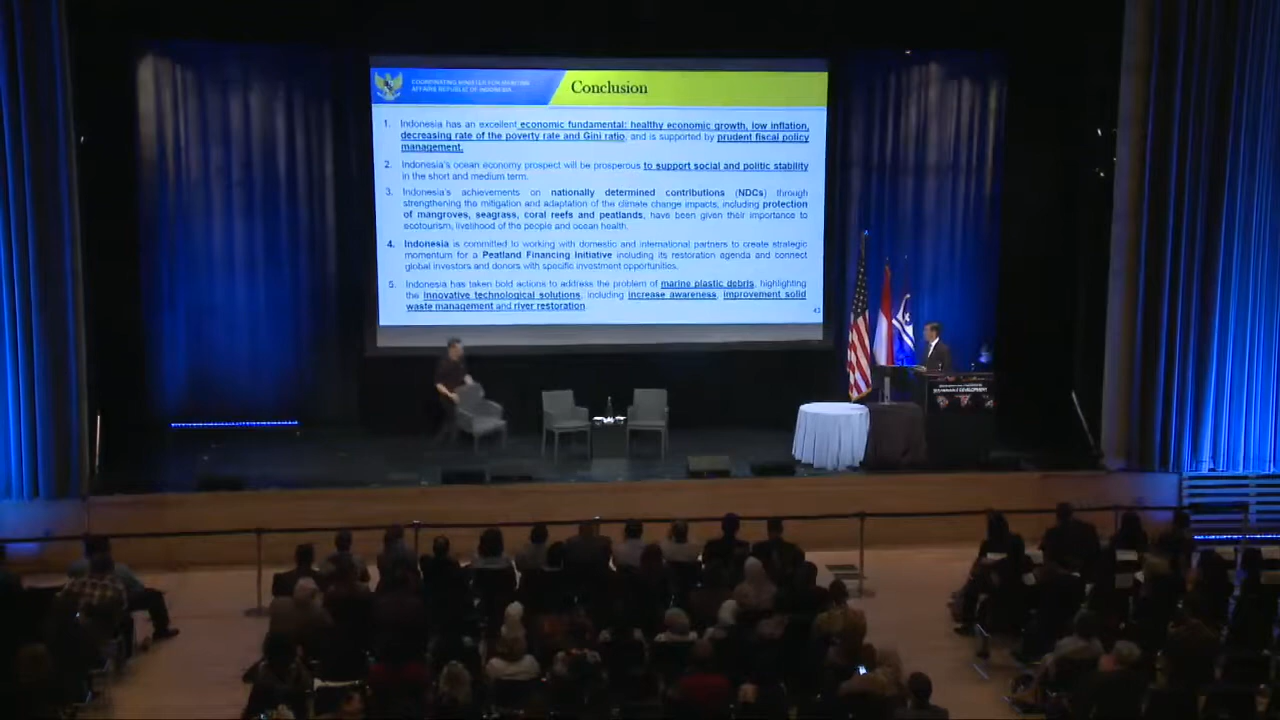 COORDINATING MINISTER FOR MARITIME
AFFAIRS REPUBLIC OF INDONESIA
Conclusion
1. Indonesia has an excellent economic fundamental: healthy economic growth, low inflation,
decreasing rate of the poverty rate and Gini ratio, and is supported by prudent fiscal policy
management.
2. Indonesia's ocean economy prospect will be prosperous to support social and politic stability
in the short and medium term.
3. Indonesia's achievements on nationally determined contributions (NDCs) through
strengthening the mitigation and adaptation of the climate change impacts, including protection
of mangroves, seagrass, coral reefs and peatlands, have been given their importance to
ecotourism, livelihood of the people and ocean health.
4. Indonesia is committed to working with domestic and international partners to create strategic
momentum for a Peatland Financing Initiative including its restoration agenda and connect
global investors and donors with specific investment opportunities.
5. Indonesia has taken bold actions to address the problem of marine plastic debris, highlighting
the innovative technological solutions, including increase awareness, improvement solid
waste management and river restoration
43
SUSTAINABLE DEVELOPMENT